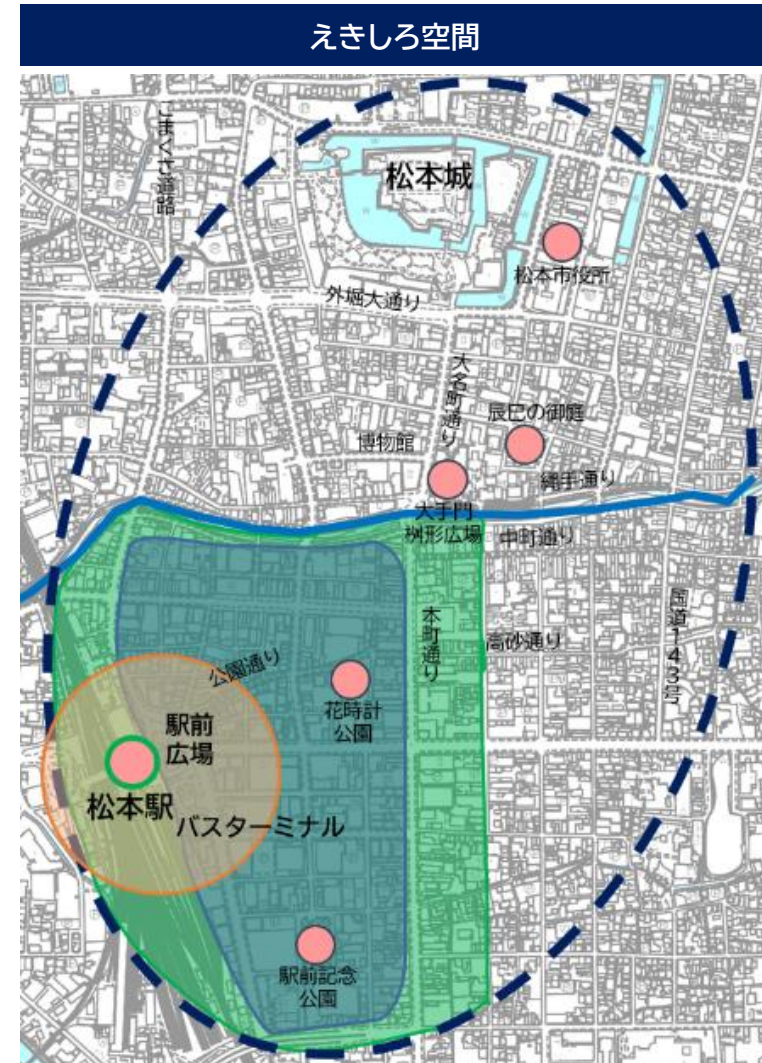 えきしろ空間
やまびこ道路
松本城
松本市役所
外堀大通り
大名町通り
辰巳の御庭
博物館
縄手通り
大手門
桝形広場
中町通り
本町通り
高砂通り
国道143号
公園通り
花時計
公園
駅前
広場
松本駅
バスターミナル
駅前記念
公園